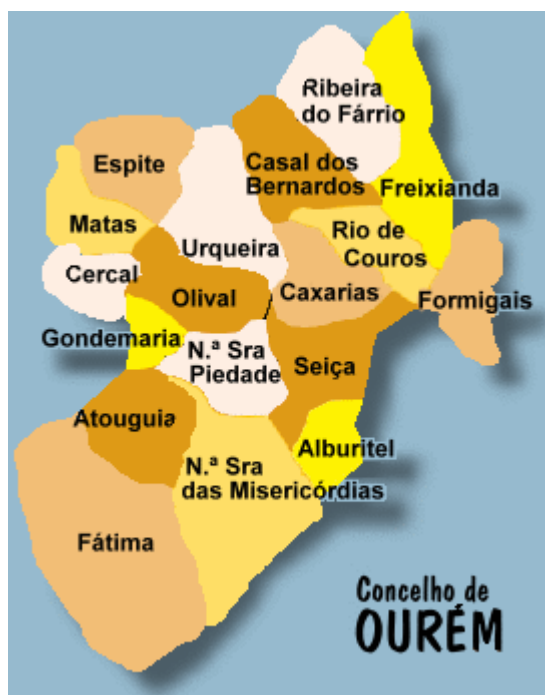 Ribeira
do Fárrio
Espite
Casal dos
Bernardos
Freixianda
Matas
Urqueira
Rio de
Couros
Cercal
Olival
Caxarias
Formigais
Gondemaria
N.ª Sra
Piedade
Seiça
Atouguia
Alburitel
N.ª Sra
das Misericórdias
Fátima
Concelho de
OURÉM